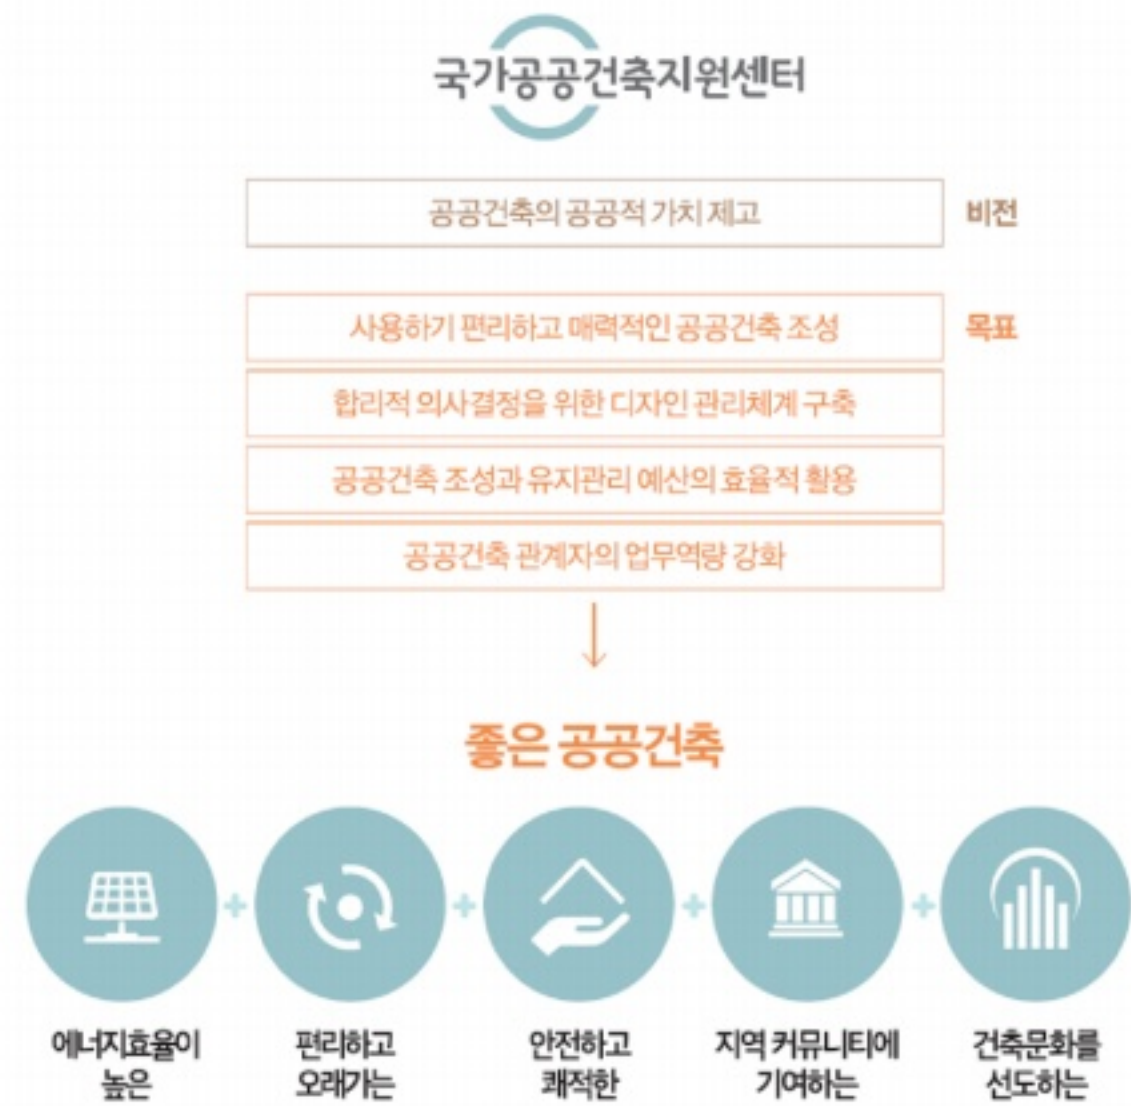 국가공공건축지원센터
공공건축의 공공적 가치 제고
비전
사용하기 편리하고 매력적인 공공건축 조성
목표
합리적 의사결정을 위한 디자인 관리체계 구축
공공건축 조성과 유지관리 예산의 효율적 활용
공공건축 관계자의 업무역량 강화
좋은 공공건축
에너지효율이
높은
편리하고
오래가는
안전하고
쾌적한
지역 커뮤니티에
기여하는
건축문화를
선도하는